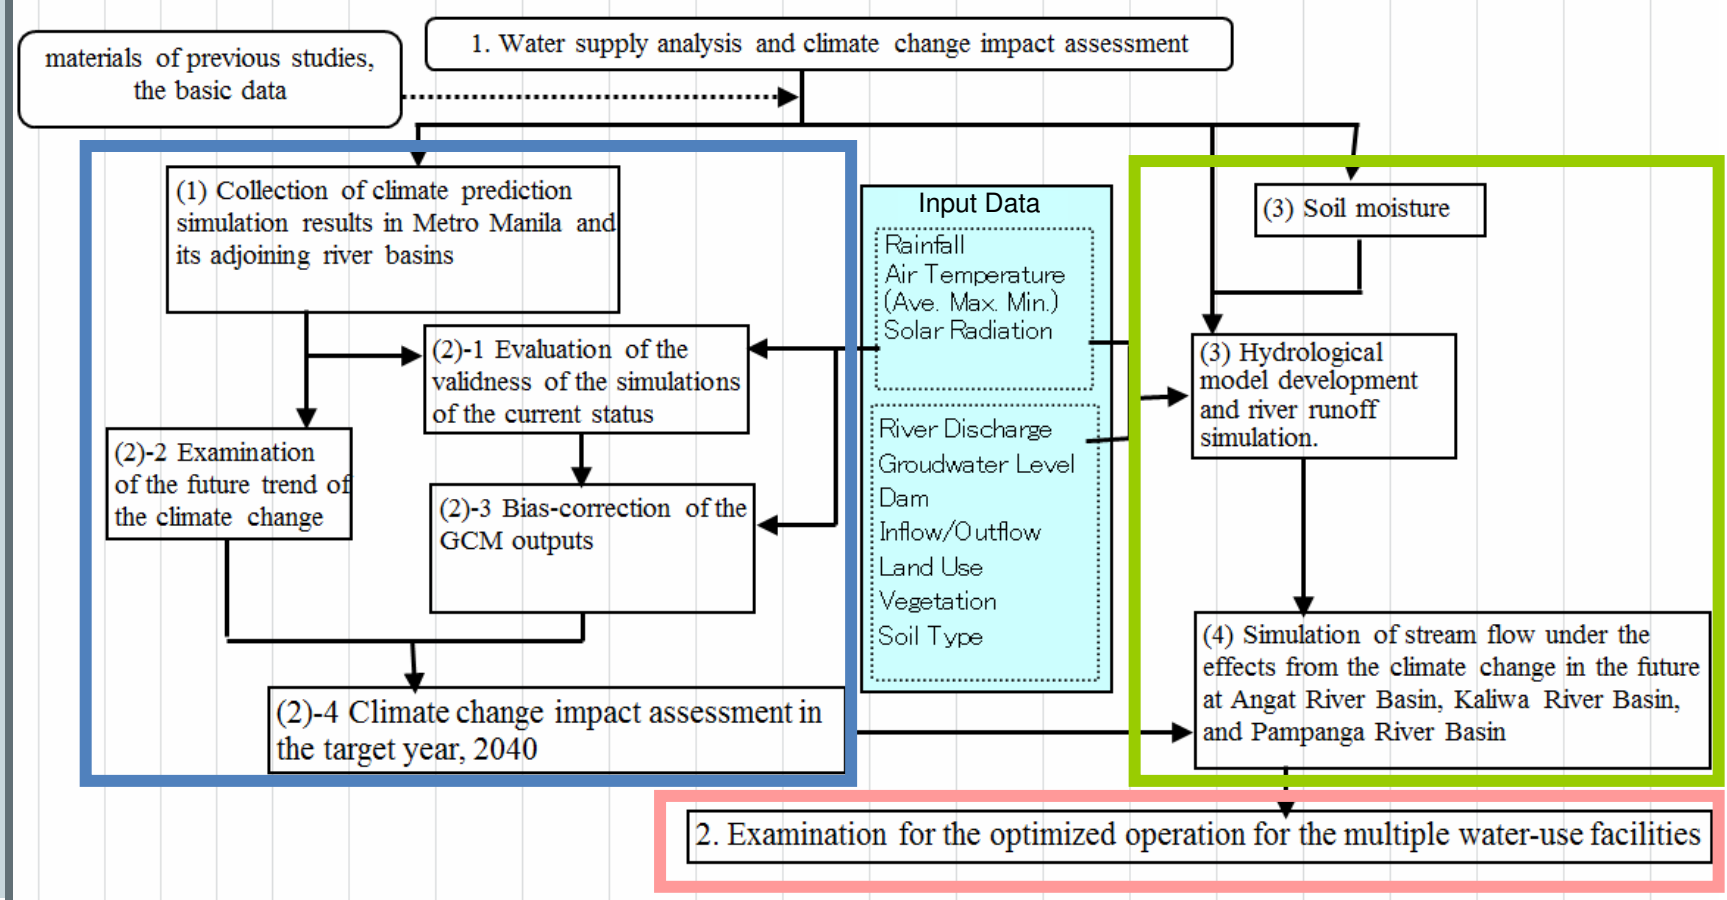 materials of previous studies,
the basic data
1. Water supply analysis and climate change impact assessment
(1) Collection of climate prediction
simulation results in Metro Manila and
its adjoining river basins
(2)-1 Evaluation of the
validness of the simulations
of the current status
(2)-2 Examination
of the future trend of
the climate change
(2)-3 Bias-correction of the
GCM outputs
(2)-4 Climate change impact assessment in
the target year, 2040
Input Data
Rainfall
Air Temperature
(Ave. Max. Min.)
Solar Radiation
River Discharge
Groudwater Level
Dam
Inflow/Outflow
Land Use
Vegetation
Soil Type
(3) Soil moisture
(3) Hydrological
model development
and river runoff
simulation.
(4) Simulation of stream flow under the
effects from the climate change in the future
at Angat River Basin, Kaliwa River Basin,
and Pampanga River Basin
2. Examination for the optimized operation for the multiple water-use facilities